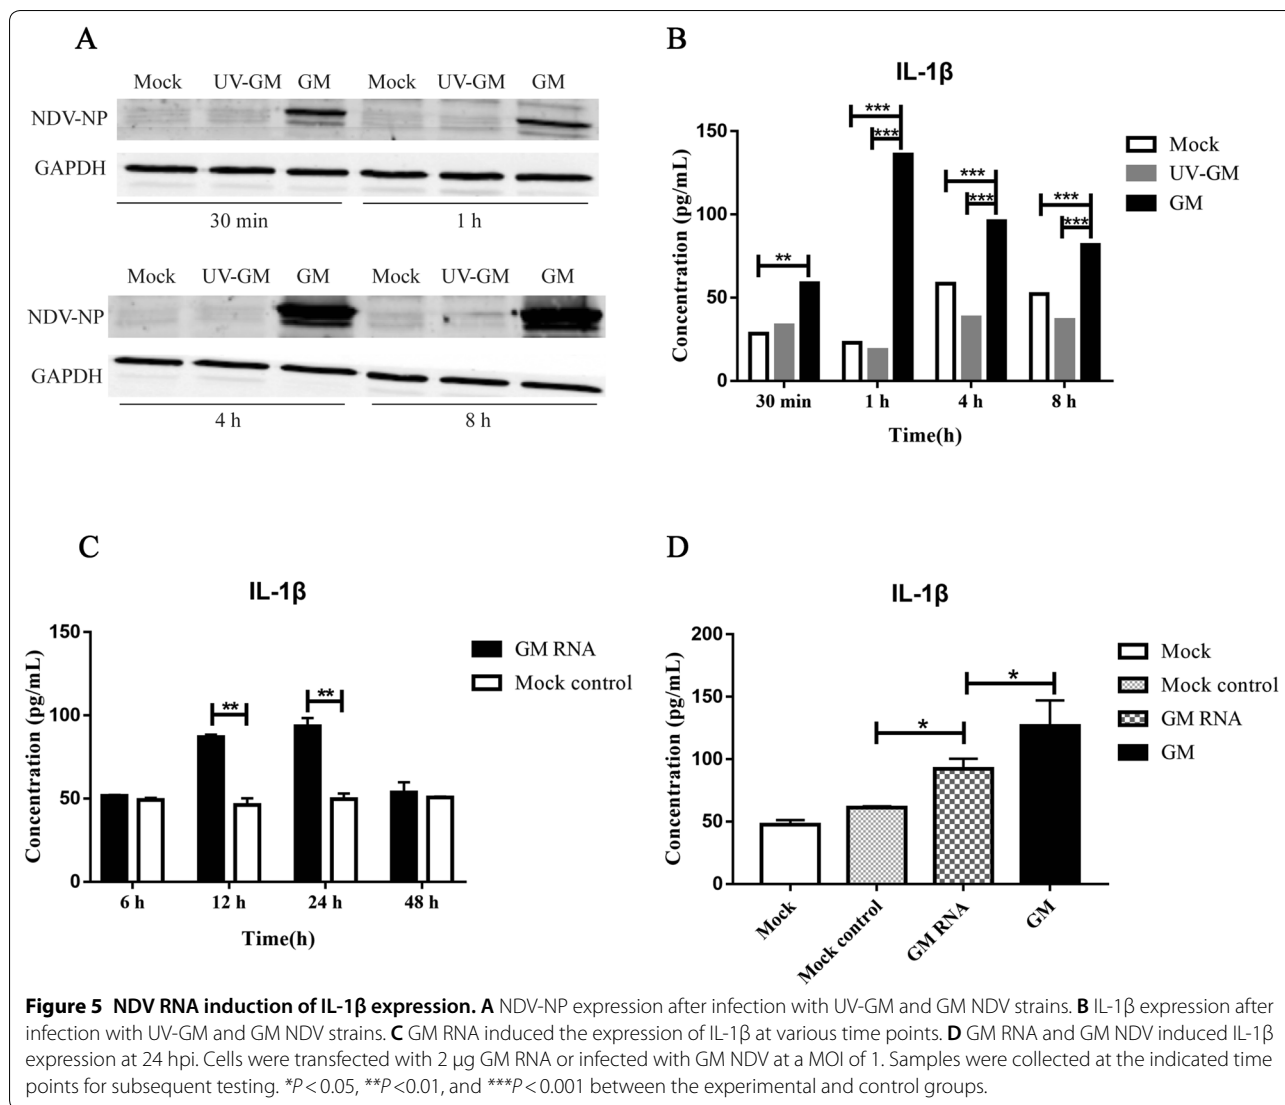 A
Mock UV-GM GM Mock UV-GM GM
NDV-NP
GAPDH
30 min 1 h
Mock UV-GM GM Mock UV-GM GM
NDV-NP
GAPDH
4 h 8 h
B
IL-1β
Concentration (pg/mL)
150
100
50
0
**
***
***
***
***
***
***
30 min 1 h 4 h 8 h
Time(h)
Mock
UV-GM
GM
C
IL-1β
Concentration (pg/mL)
150
100
50
0
**
**
6 h 12 h 24 h 48 h
Time(h)
GM RNA
Mock control
D
IL-1β
Concentration (pg/mL)
200
150
100
50
0
*
*
Mock
Mock control
GM RNA
GM
Mock
Mock control
GM RNA
GM
Figure 5 NDV RNA induction of IL-1β expression. A NDV-NP expression after infection with UV-GM and GM NDV strains. B IL-1β expression after
infection with UV-GM and GM NDV strains. C GM RNA induced the expression of IL-1β at various time points. D GM RNA and GM NDV induced IL-1β
expression at 24 hpi. Cells were transfected with 2 μg GM RNA or infected with GM NDV at a MOI of 1. Samples were collected at the indicated time
points for subsequent testing. *P < 0.05, **P <0.01, and ***P < 0.001 between the experimental and control groups.